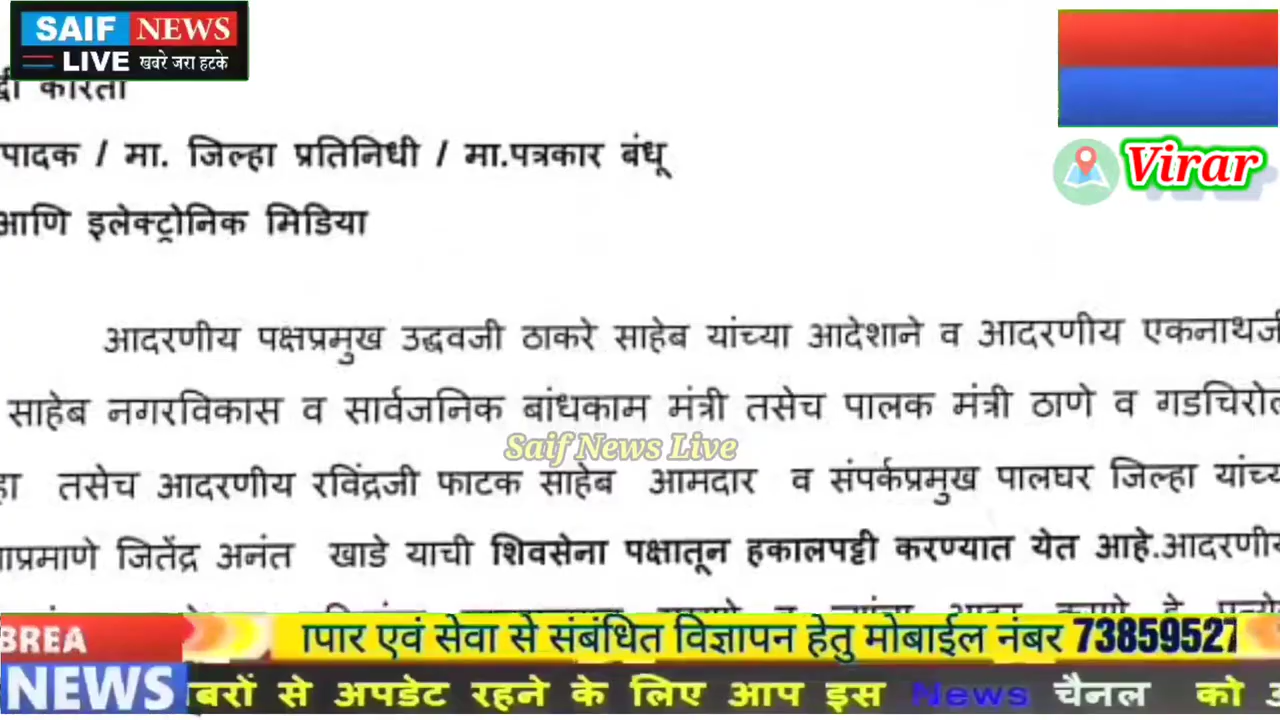 SAIF NEWS
LIVE खबरे जरा हटके
कारता
पादक / मा. जिल्हा प्रतिनिधी / मा.पत्रकार बंधू
Virar
आणि इलेक्ट्रोनिक मिडिया
आदरणीय पक्षप्रमुख उद्धवजी ठाकरे साहेब यांच्या आदेशाने व आदरणीय एकनाथजी
साहेब नगरविकास व सार्वजनिक बांधकाम मंत्री तसेच पालक मंत्री ठाणे व गडचिरोल
Saif News Live
तसेच आदरणीय रविंद्रजी फाटक साहेब आमदार व संपर्कप्रमुख पालघर जिल्हा यांच्य
प्रमाणे जितेंद्र अनंत खाडे याची शिवसेना पक्षातून हकालपट्टी करण्यात येत आहे.आदरणीय
BREA
NEWS
ापार एवं सेवा से संबंधित विज्ञापन हेतु मोबाईल नंबर 73859527
बरों से अपडेट रहने के लिए आप इस News चैनल को